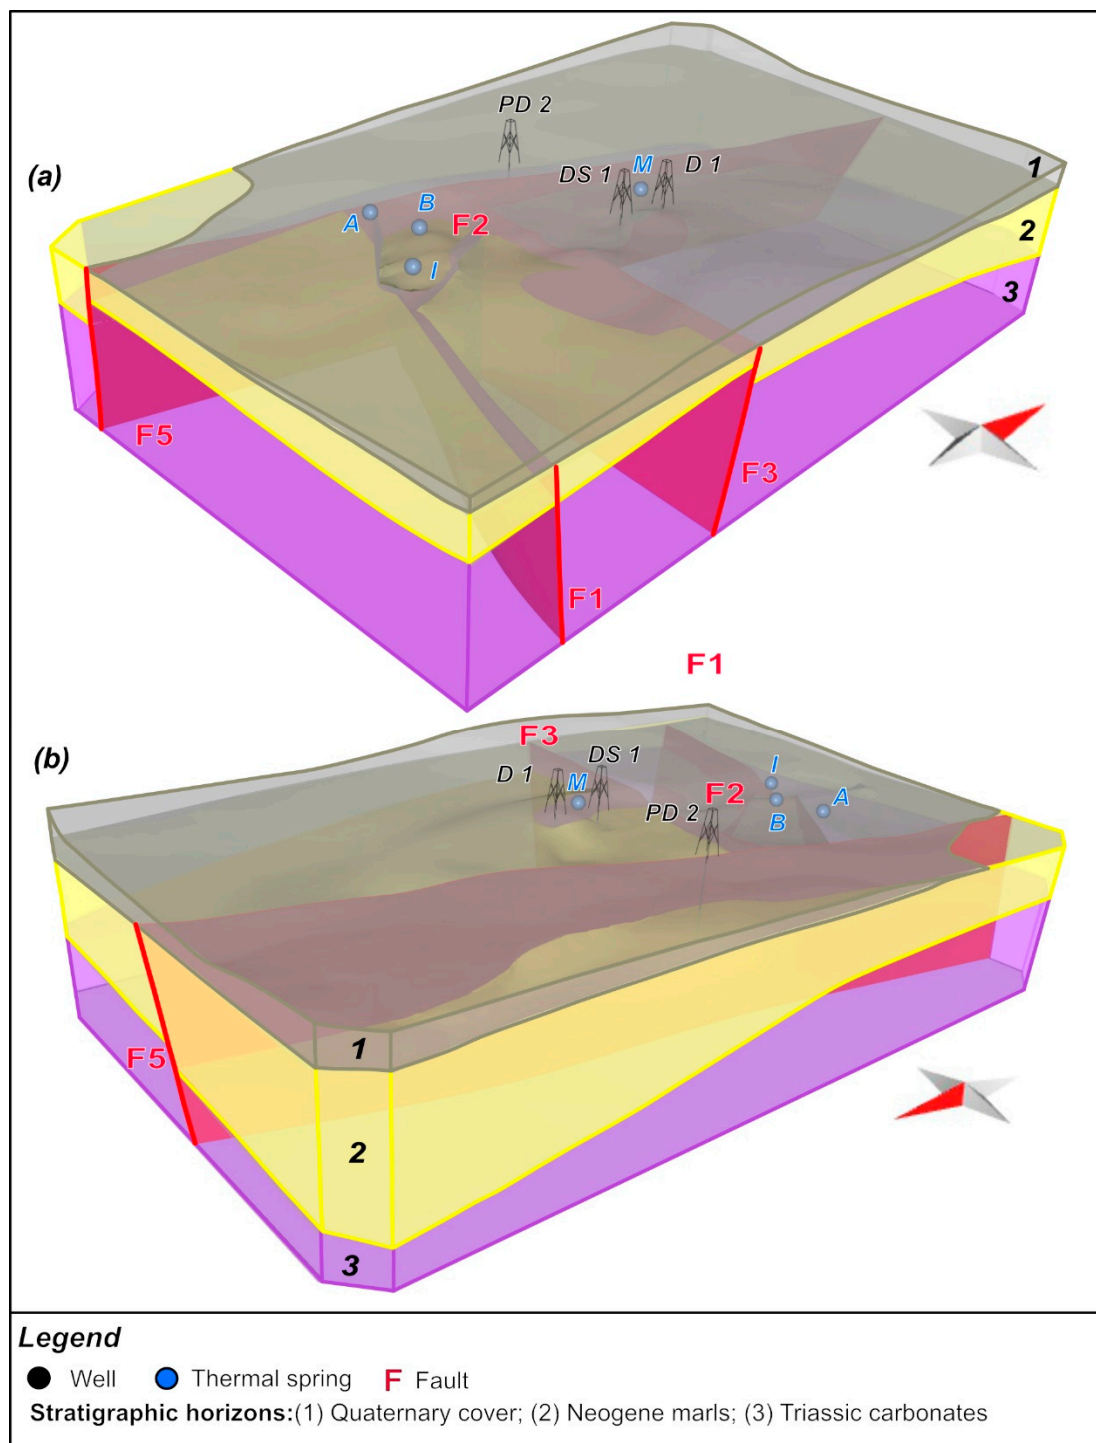 PD 2
(a)
DS 1
M
D 1
1
A
B
F2
2
I
3
F5
F3
F1
F1
(b)
F3
D 1
M
DS 1
I
PD 2
F2
A
B
F5
1
2
3
Legend
Well
Thermal spring
F Fault
Stratigraphic horizons:(1) Quaternary cover; (2) Neogene marls; (3) Triassic carbonates